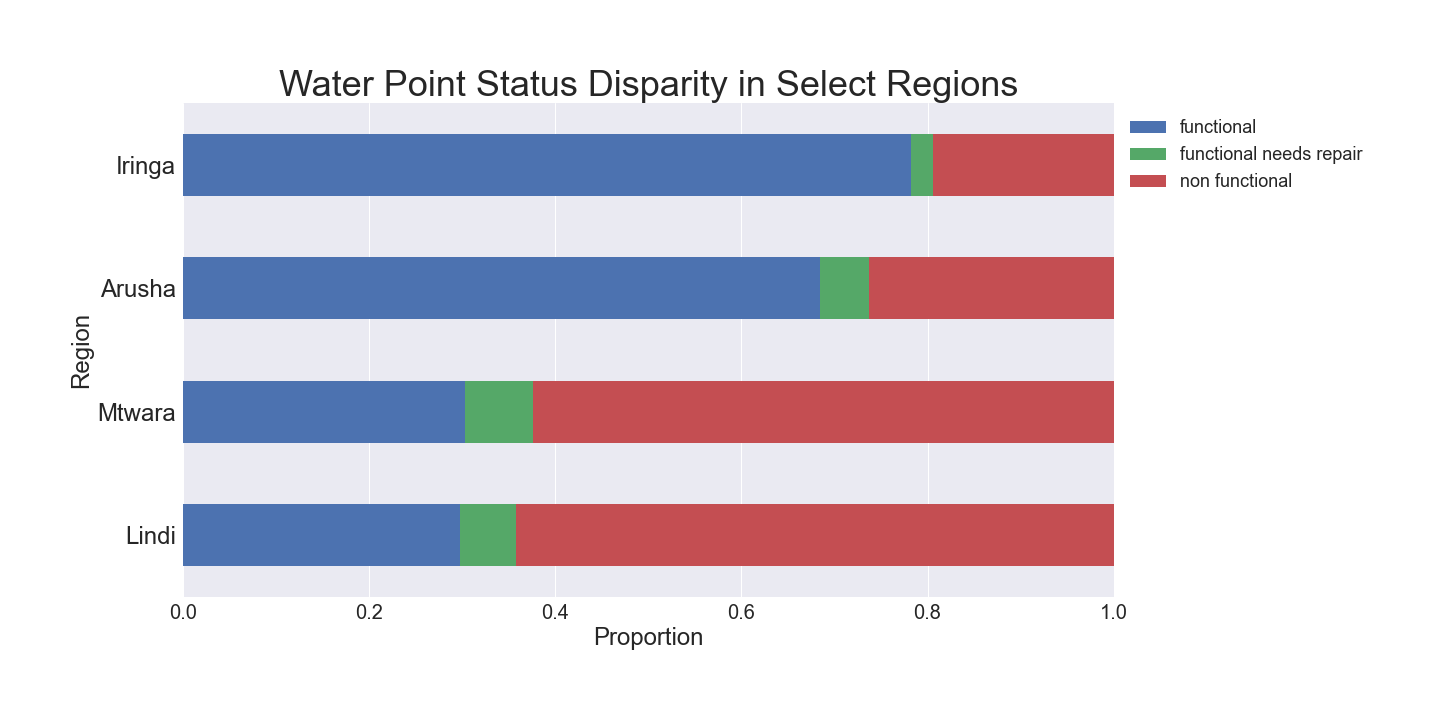 Water Point Status Disparity in Select Regions
functional
functional needs repair
non functional
Region
Iringa
Arusha
Mtwara
Lindi
0.0 0.2 0.4 0.6 0.8 1.0
Proportion